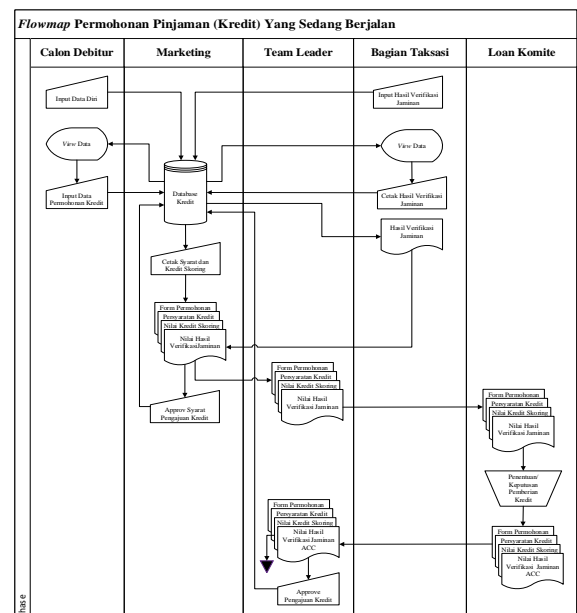 Flowmap Permohonan Pinjaman (Kredit) Yang Sedang Berjalan
Calon Debitur
Marketing
Team Leader
Bagian Taksasi
Loan Komite
Input Data Diri
Input Hasil Verifikasi
Jaminan
View Data
View Data
Input Data
Permohonan Kredit
Database
Kredit
Cetak Hasil Verifikasi
Jaminan
Hasil Verifikasi
Jaminan
Cetak Syarat dan
Kredit Skoring
Form Permohonan
Persyaratan Kredit
Nilai Kredit Skoring
Nilai Hasil
VerifikasiJaminan
Form Permohonan
Persyaratan Kredit
Nilai Kredit Skoring
Nilai Hasil
Verifikasi Jaminan
Approv Syarat
Pengajuan Kredit
Form Permohonan
Persyaratan Kredit
Nilai Kredit Skoring
Nilai Hasil
Verifikasi Jaminan
Penentuan/
Keputusan
Pemberian
Kredit
Form Permohonan
Persyaratan Kredit
Nilai Kredit Skoring
Nilai Hasil
Verifikasi Jaminan
ACC
Form Permohonan
Persyaratan Kredit
Nilai Kredit Skoring
Nilai Hasil
Verifikasi Jaminan
ACC
Approve
Pengajuan Kredit
hase